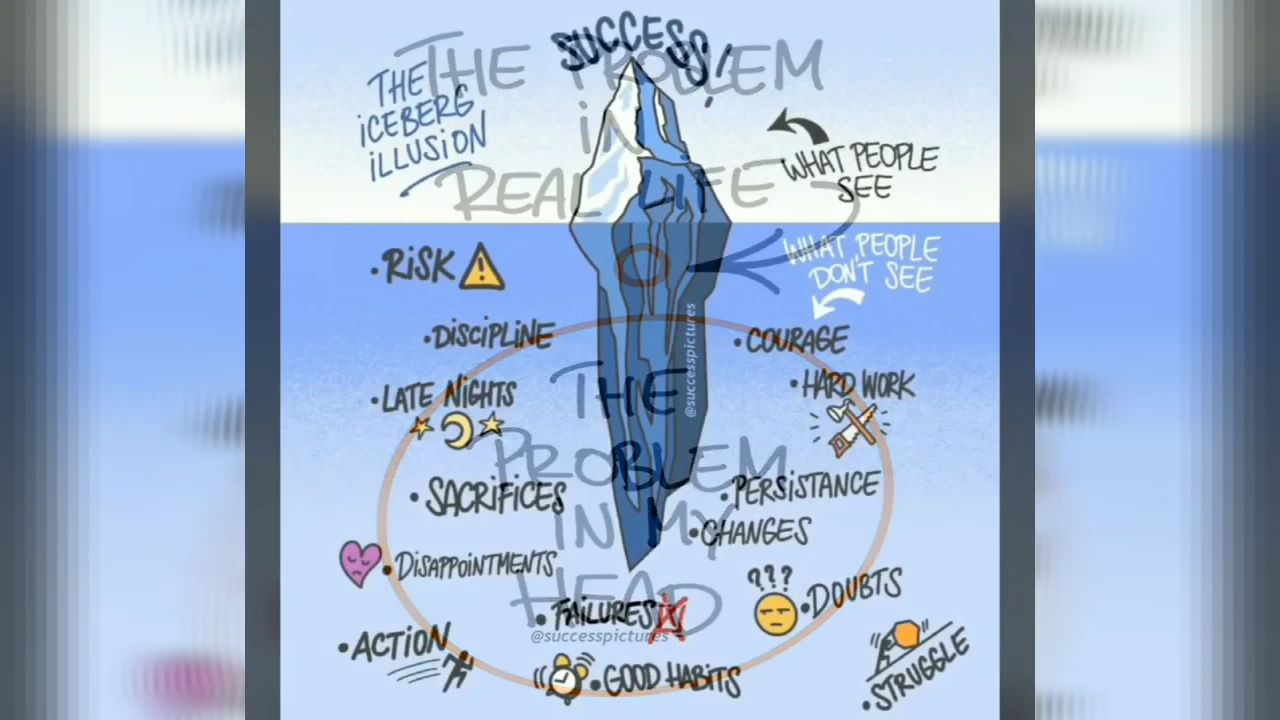 SUCCESS!
THE PROBLEM
iN
REAL LIFE
THE
iCEBERG
iLLUSiON
WHAT PEOPLE
SEE
WHAT PEOPLE
DON'T SEE
•RiSK
•DiSCiPLiNE
•COURAGE
•LATE NiGHTS
•HARD WORK
@successpictures
THE
PROBLEM
IN MY
HEAD
•SACRiFiCES
•PERSiSTANCE
•CHANGES
•DiSAPPOiNTMENTS
???
•DOUBTS
•FAiLURES
@successpictures
•ACTiON
•GOOD HABiTS
•STRUGGLE